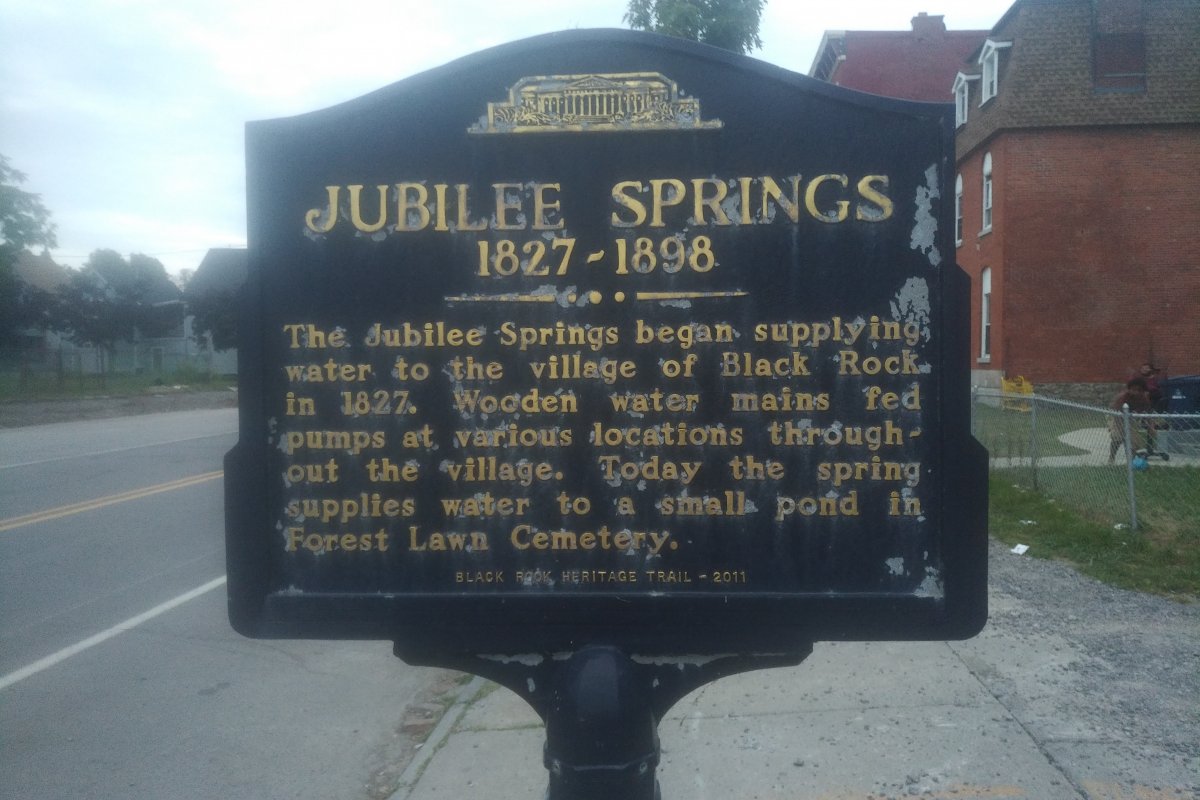 JUBILEE SPRINGS
1827-1898
The Jubilee Springs began supplying
water to the village of Black Rock
in 1827. Wooden water mains fed
pumps at various locations through-
out the village. Today the spring
supplies water to a small pond in
Forest Lawn Cemetery.
BLACK ROCK HERITAGE TRAIL - 2011